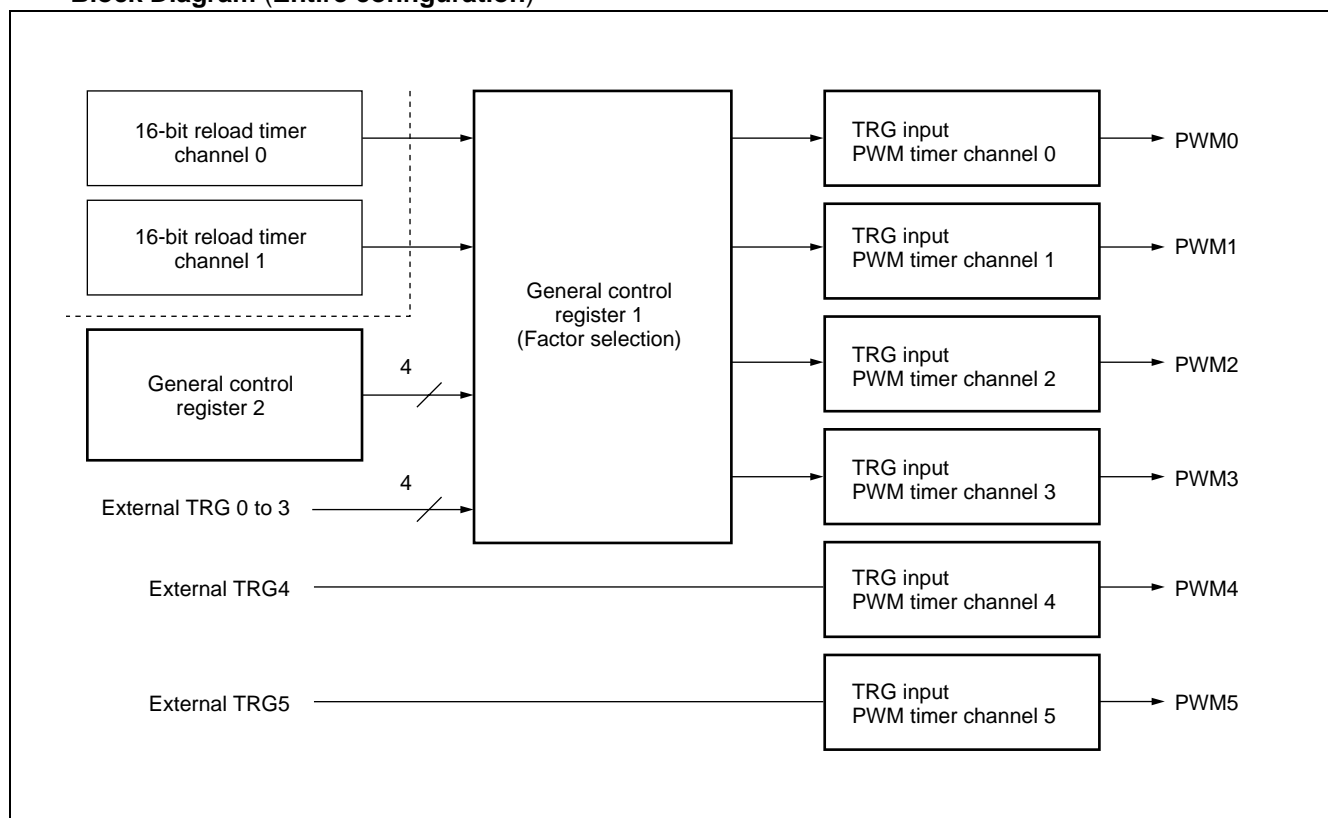 Block Diagram (Entire configuration)
16-bit reload timer
channel 0
16-bit reload timer
channel 1
General control
register 2
4
External TRG 0 to 3
4
External TRG4
External TRG5
General control
register 1
(Factor selection)
TRG input
PWM timer channel 0
PWM0
TRG input
PWM timer channel 1
PWM1
TRG input
PWM timer channel 2
PWM2
TRG input
PWM timer channel 3
PWM3
TRG input
PWM timer channel 4
PWM4
TRG input
PWM timer channel 5
PWM5